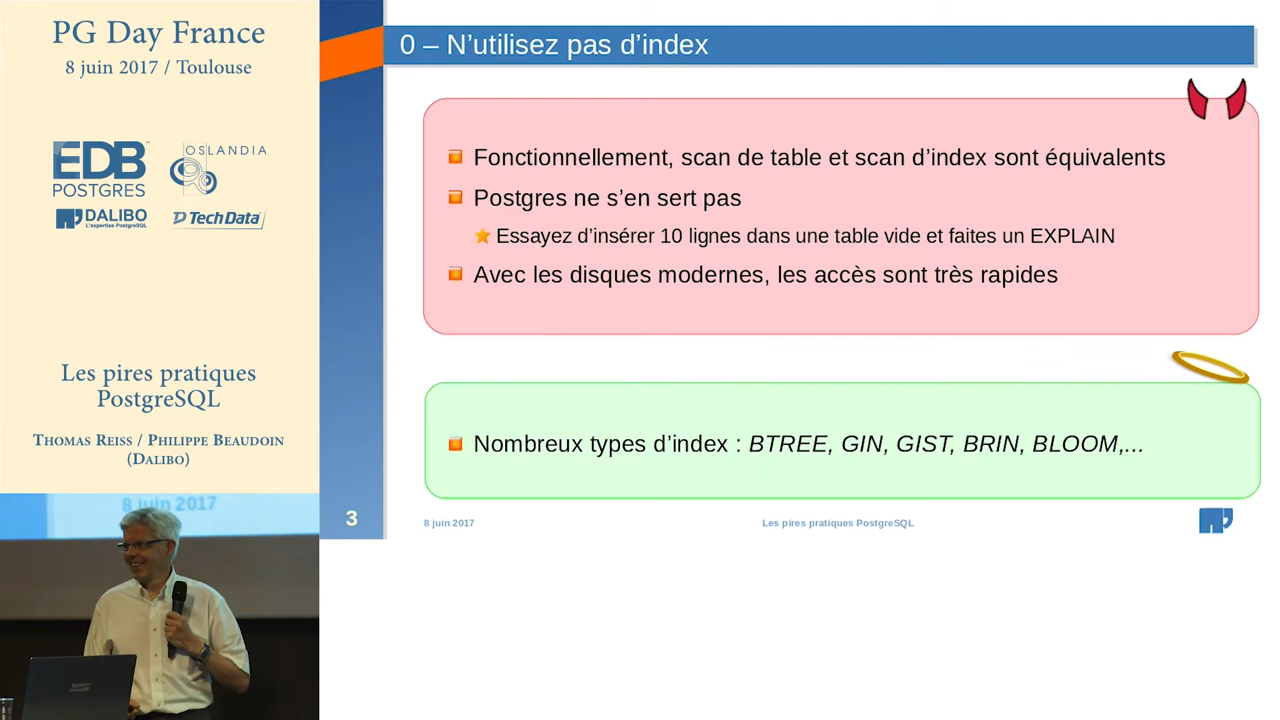 PG Day France
8 juin 2017 / Toulouse
EDB
POSTGRES
OSLANDIA
DALIBO
L'expertise PostgreSQL
TechData
Les pires pratiques
PostgreSQL
Thomas Reiss / Philippe Beaudoin
(Dalibo)
8 juin 2017
0 – N'utilisez pas d'index
Fonctionnellement, scan de table et scan d'index sont équivalents
Postgres ne s'en sert pas
Essayez d'insérer 10 lignes dans une table vide et faites un EXPLAIN
Avec les disques modernes, les accès sont très rapides
Nombreux types d'index : BTREE, GIN, GIST, BRIN, BLOOM,...
3
8 juin 2017
Les pires pratiques PostgreSQL